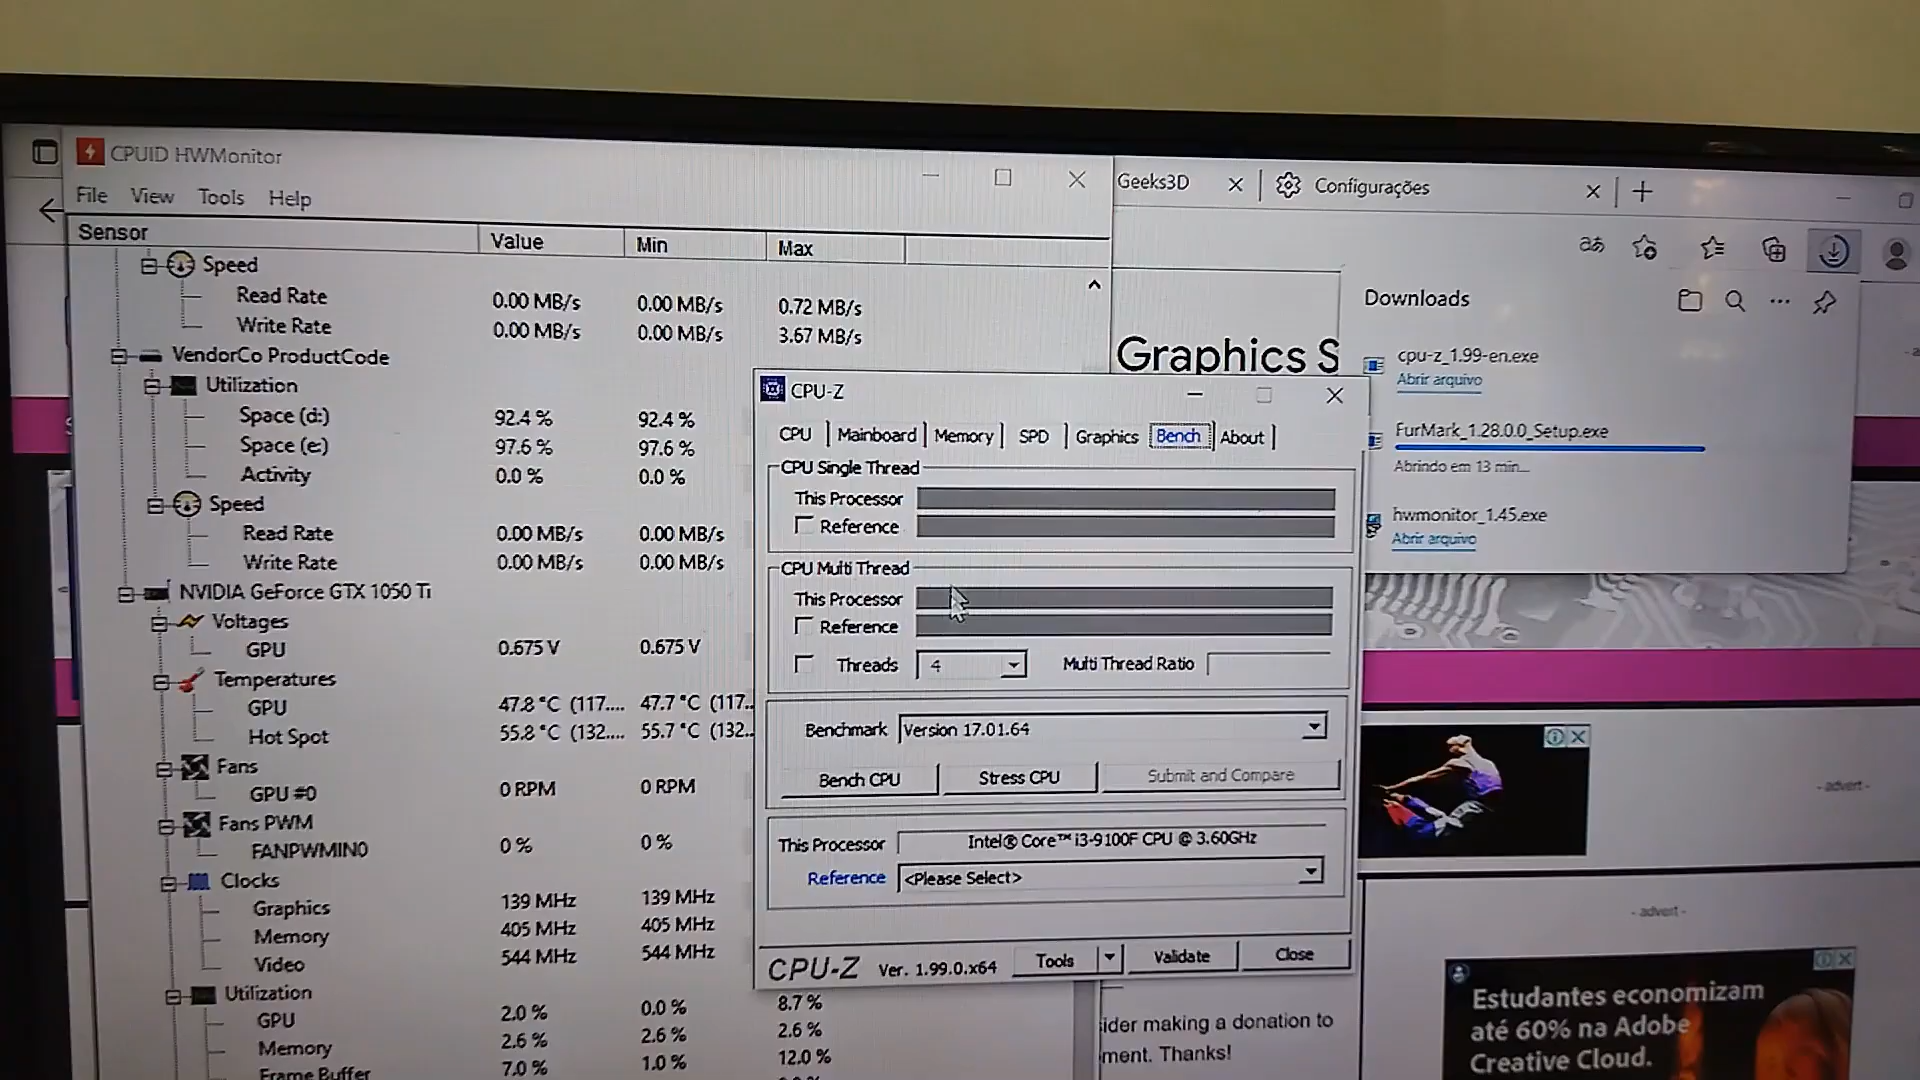 CPUID HWMonitor
File View Tools Help
Sensor Value Min Max
Speed
Read Rate 0.00 MB/s 0.00 MB/s 0.72 MB/s
Write Rate 0.00 MB/s 0.00 MB/s 3.67 MB/s
VendorCo ProductCode
Utilization
Space (d:) 92.4 % 92.4 %
Space (e:) 97.6 % 97.6 %
Activity 0.0 % 0.0 %
Speed
Read Rate 0.00 MB/s 0.00 MB/s
Write Rate 0.00 MB/s 0.00 MB/s
NVIDIA GeForce GTX 1050 Ti
Voltages
GPU 0.675 V 0.675 V
Temperatures
GPU 47.8 °C (117.... 47.7 °C (117...
Hot Spot 55.8 °C (132.... 55.7 °C (132...
Fans
GPU #0 0 RPM 0 RPM
Fans PWM
FANPWMIN0 0 % 0 %
Clocks
Graphics 139 MHz 139 MHz
Memory 405 MHz 405 MHz
Video 544 MHz 544 MHz
Utilization
GPU 2.0 % 0.0 % 8.7 %
Memory 2.6 % 2.6 % 2.6 %
Frame Buffer 7.0 % 1.0 % 12.0 %
CPU-Z
CPU Mainboard Memory SPD Graphics Bench About
CPU Single Thread
This Processor
Reference
CPU Multi Thread
This Processor
Reference
Threads 4 Multi Thread Ratio
Benchmark Version 17.01.64
Bench CPU Stress CPU Submit and Compare
This Processor Intel® Core™ i3-9100F CPU @ 3.60GHz
Reference <Please Select>
CPU-Z Ver. 1.99.0.x64 Tools Validate Close
Geeks3D Configurações
aあ
Graphics S
Downloads
cpu-z_1.99-en.exe
Abrir arquivo
FurMark_1.28.0.0_Setup.exe
Abrindo em 13 min...
hwmonitor_1.45.exe
Abrir arquivo
- advert -
- advert -
ider making a donation to
ment. Thanks!
Estudantes economizam
até 60% na Adobe
Creative Cloud.